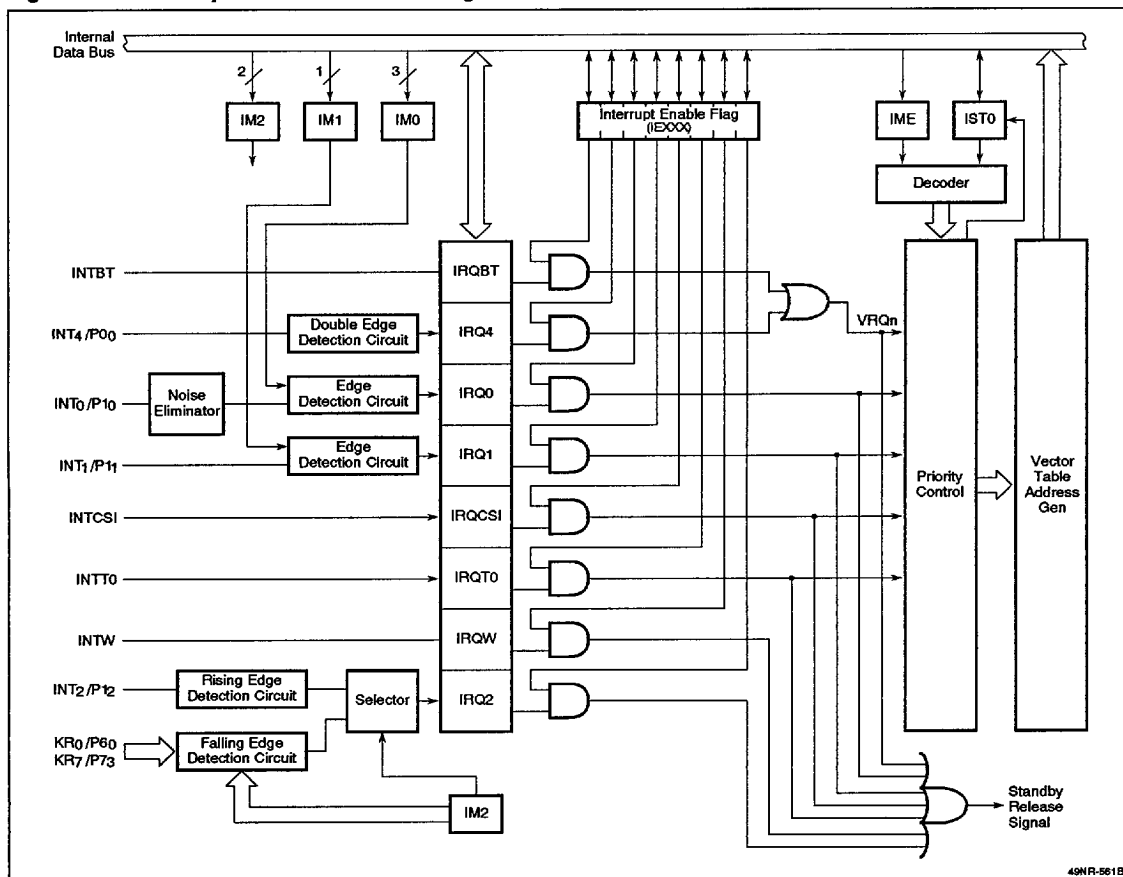 Internal
Data Bus
2
1
3
IM2
IM1
IM0
Interrupt Enable Flag
(IEXXX)
IME
IST0
Decoder
INTBT
IRQBT
INT4/P00
Double Edge
Detection Circuit
IRQ4
VRQn
INT0/P10
Noise
Eliminator
Edge
Detection Circuit
IRQ0
INT1/P11
Edge
Detection Circuit
IRQ1
Priority
Control
Vector
Table
Address
Gen
INTCSI
IRQCSI
INTT0
IRQT0
INTW
IRQW
INT2/P12
Rising Edge
Detection Circuit
Selector
IRQ2
KR0/P60
KR7/P73
Falling Edge
Detection Circuit
IM2
Standby
Release
Signal
49NR-561B